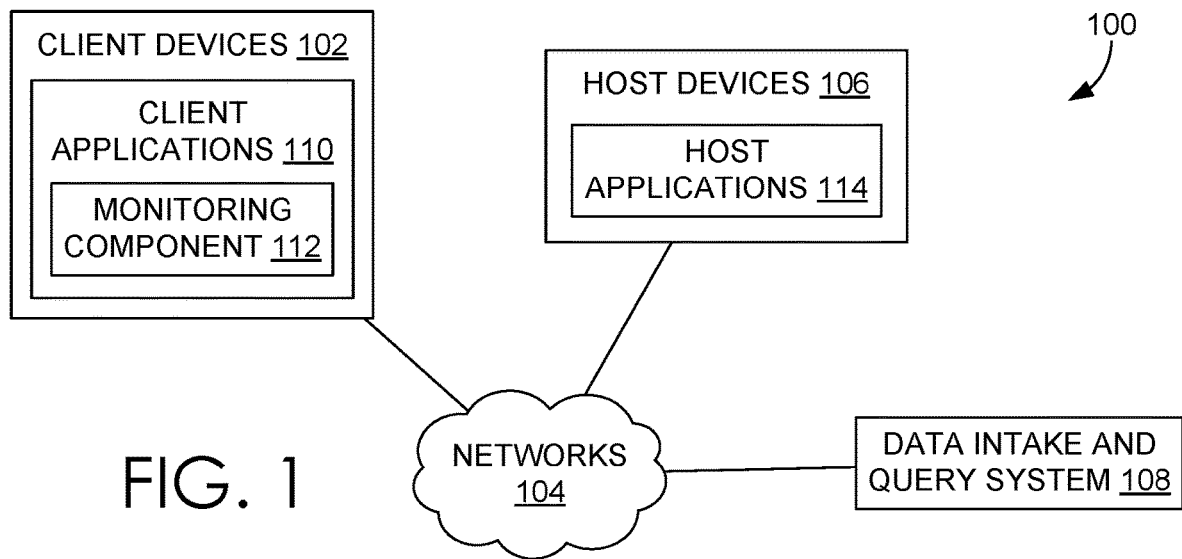 CLIENT DEVICES 102
CLIENT
APPLICATIONS 110
MONITORING
COMPONENT 112
HOST DEVICES 106
HOST
APPLICATIONS 114
100
NETWORKS
104
DATA INTAKE AND
QUERY SYSTEM 108
FIG. 1